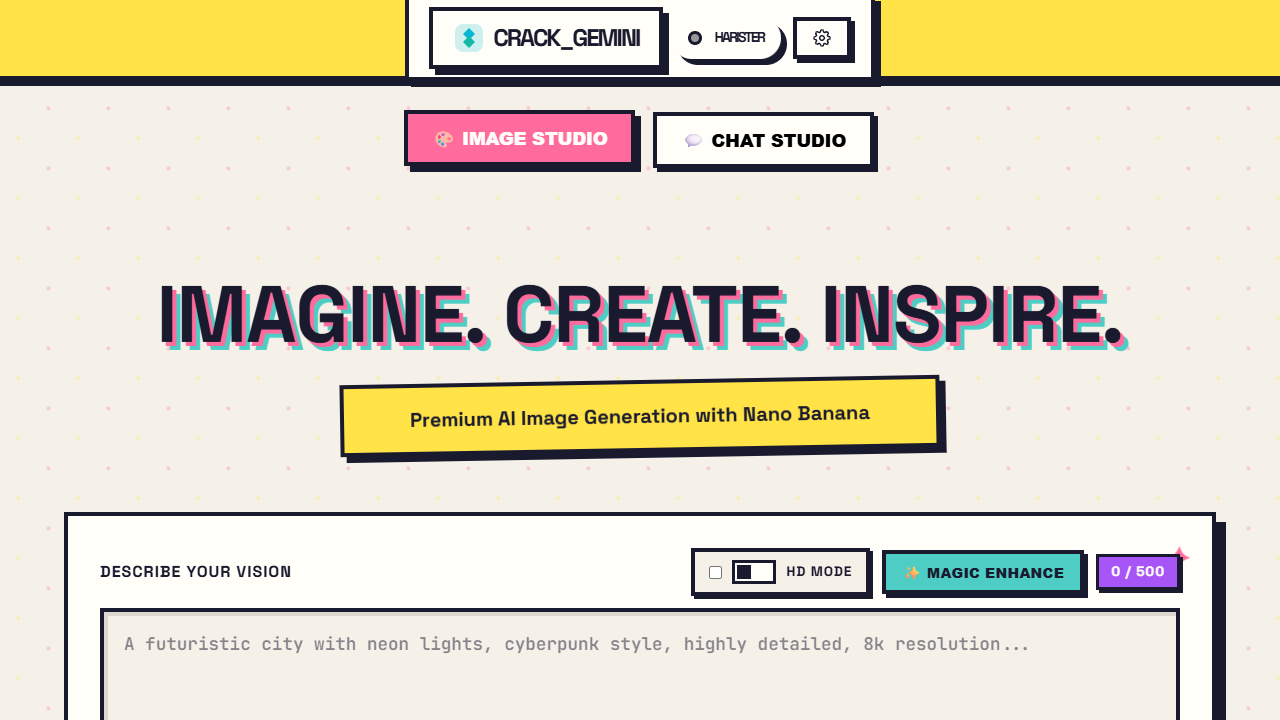 CRACK_GEMINI
HARISTER
IMAGE STUDIO
CHAT STUDIO
IMAGINE. CREATE. INSPIRE.
Premium AI Image Generation with Nano Banana
DESCRIBE YOUR VISION
HD MODE
MAGIC ENHANCE
0 / 500
A futuristic city with neon lights, cyberpunk style, highly detailed, 8k resolution...